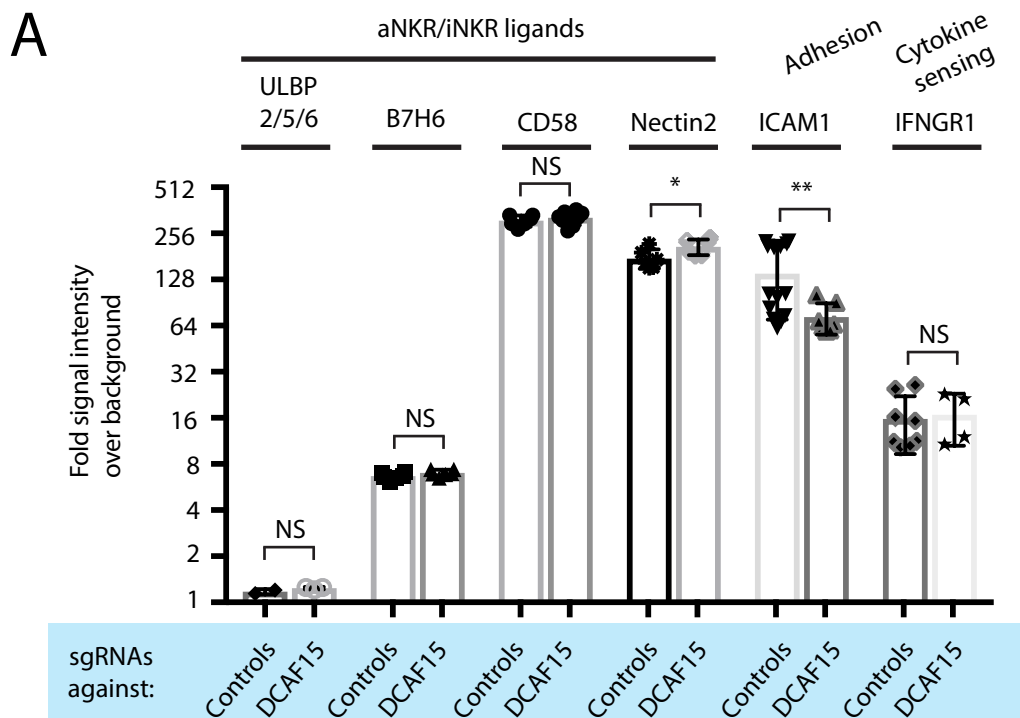 A
aNKR/iNKR ligands
Adhesion
Cytokine
sensing
ULBP
2/5/6
B7H6
CD58
Nectin2
ICAM1
IFNGR1
Fold signal intensity
over background
512
256
128
64
32
16
8
4
2
1
NS
NS
NS
*
**
NS
sgRNAs
against:
Controls
DCAF15
Controls
DCAF15
Controls
DCAF15
Controls
DCAF15
Controls
DCAF15
Controls
DCAF15